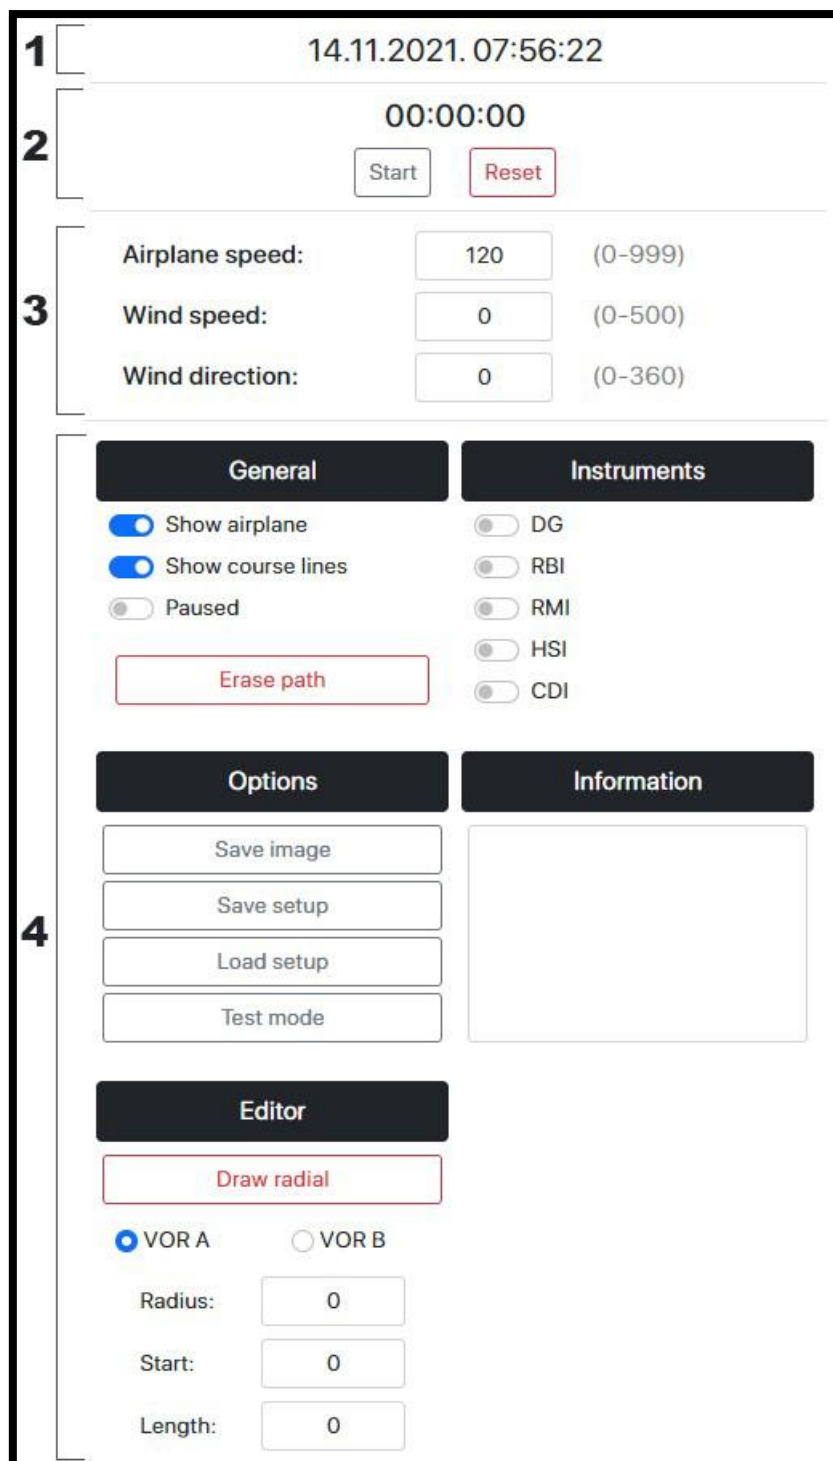 1
14.11.2021. 07:56:22
2
00:00:00
Start Reset
3
Airplane speed: 120 (0-999)
Wind speed: 0 (0-500)
Wind direction: 0 (0-360)
4
General
Show airplane
Show course lines
Paused
Erase path
Instruments
DG
RBI
RMI
HSI
CDI
Options
Save image
Save setup
Load setup
Test mode
Information
Editor
Draw radial
VOR A VOR B
Radius: 0
Start: 0
Length: 0